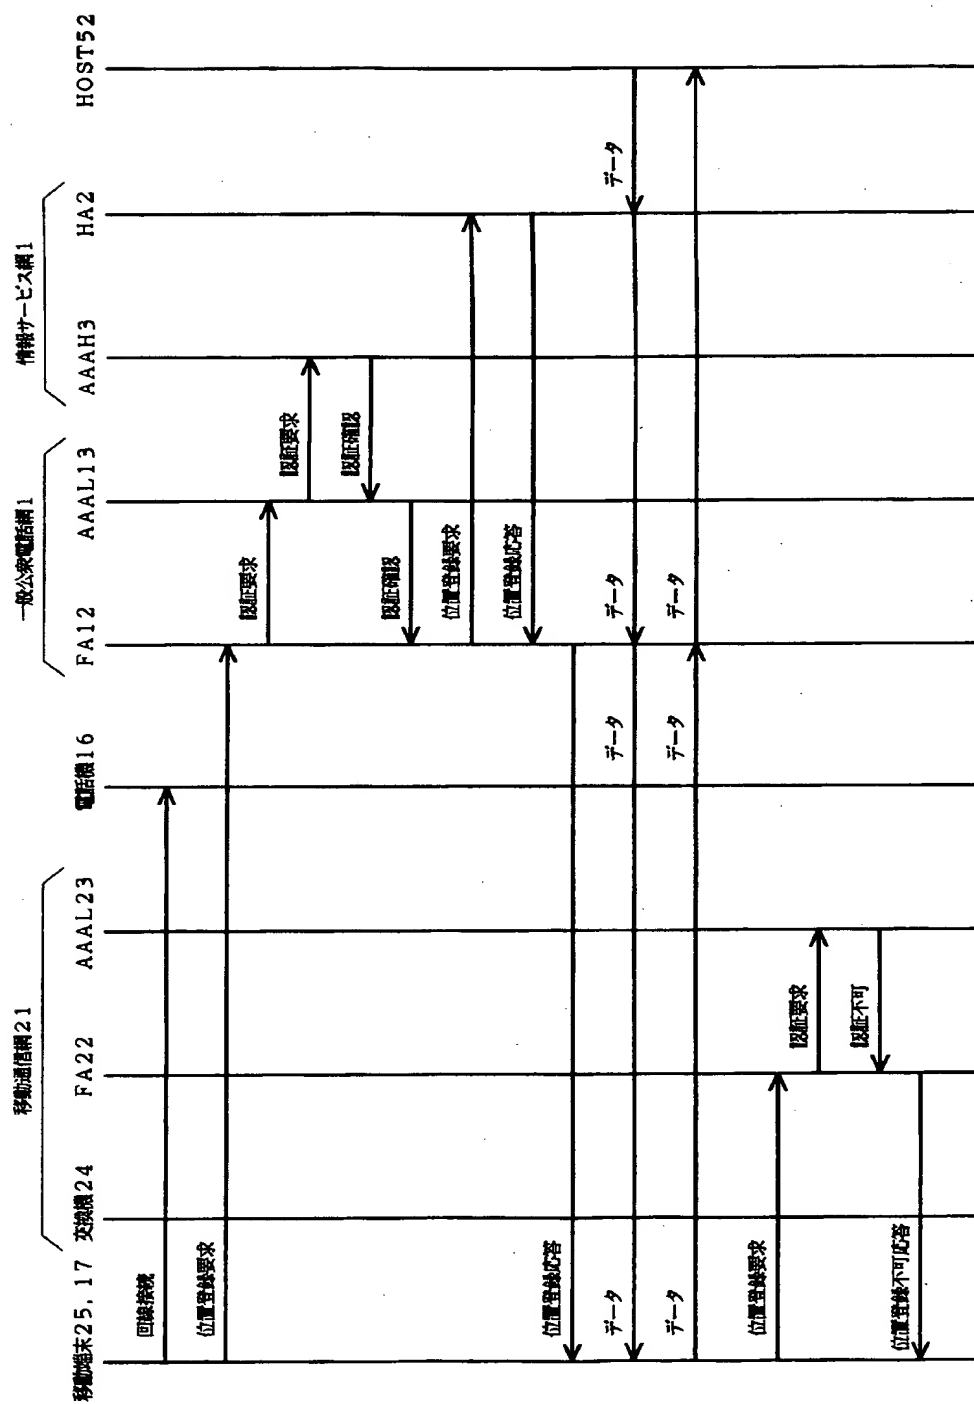 移動通信網21
一般公衆電話網1
情報サービス網1
移動端末25,17
交換機24
FA22
AAAL23
電話機16
FA12
AAAL13
AAAH3
HA2
HOST52
回線接続
位置登録要求
認証要求
認証要求
認証確認
認証確認
位置登録要求
位置登録応答
位置登録応答
データ
データ
データ
データ
データ
データ
データ
位置登録要求
認証要求
認証不可
位置登録不可応答